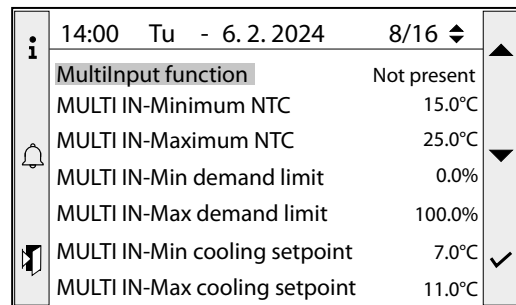 14:00 Tu - 6. 2. 2024 8/16
MultiInput function Not present
MULTI IN-Minimum NTC 15.0°C
MULTI IN-Maximum NTC 25.0°C
MULTI IN-Min demand limit 0.0%
MULTI IN-Max demand limit 100.0%
MULTI IN-Min cooling setpoint 7.0°C
MULTI IN-Max cooling setpoint 11.0°C